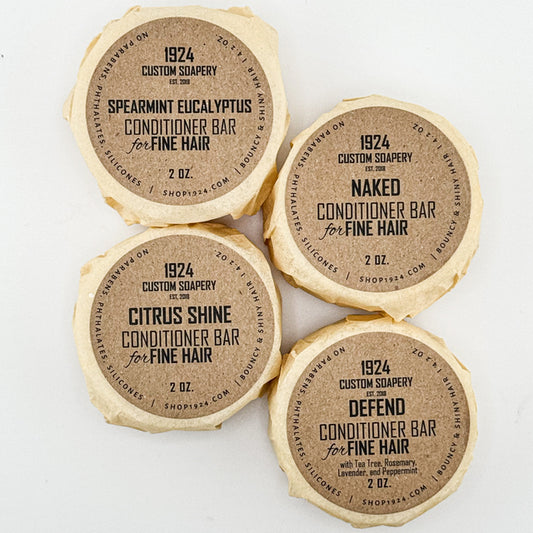 1924
CUSTOM SOAPERY
EST. 2018
SPEARMINT EUCALYPTUS
CONDITIONER BAR
for FINE HAIR
2 OZ.
NO PARABENS, PHTHALATES, SILICONES | SHOP1924.COM | BOUNCY & SHINY HAIR | 4.2 OZ.
1924
CUSTOM SOAPERY
EST. 2018
NAKED
CONDITIONER BAR
for FINE HAIR
2 OZ.
NO PARABENS, PHTHALATES, SILICONES | SHOP1924.COM | BOUNCY & SHINY HAIR | 4.2 OZ.
1924
CUSTOM SOAPERY
EST. 2018
CITRUS SHINE
CONDITIONER BAR
for FINE HAIR
2 OZ.
NO PARABENS, PHTHALATES, SILICONES | SHOP1924.COM | BOUNCY & SHINY HAIR | 4.2 OZ.
1924
CUSTOM SOAPERY
EST. 2018
DEFEND
CONDITIONER BAR
for FINE HAIR
with Tea Tree, Rosemary,
Lavender, and Peppermint
2 OZ.
NO PARABENS, PHTHALATES, SILICONES | SHOP1924.COM | BOUNCY & SHINY HAIR | 4.2 OZ.